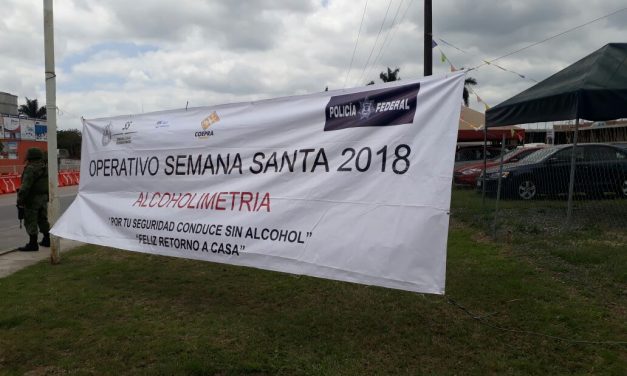 COEPRA
POLICÍA FEDERAL
OPERATIVO SEMANA SANTA 2018
ALCOHOLIMETRIA
"POR TU SEGURIDAD CONDUCE SIN ALCOHOL"
"FELIZ RETORNO A CASA"